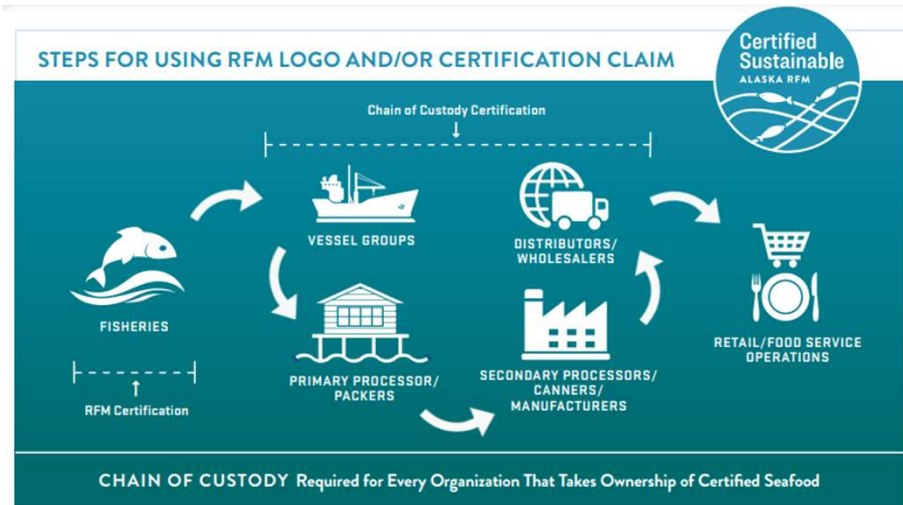 STEPS FOR USING RFM LOGO AND/OR CERTIFICATION CLAIM
Certified
Sustainable
ALASKA RFM
Chain of Custody Certification
FISHERIES
RFM Certification
VESSEL GROUPS
PRIMARY PROCESSOR/
PACKERS
SECONDARY PROCESSORS/
CANNERS/
MANUFACTURERS
DISTRIBUTORS/
WHOLESALERS
RETAIL/FOOD SERVICE
OPERATIONS
CHAIN OF CUSTODY Required for Every Organization That Takes Ownership of Certified Seafood